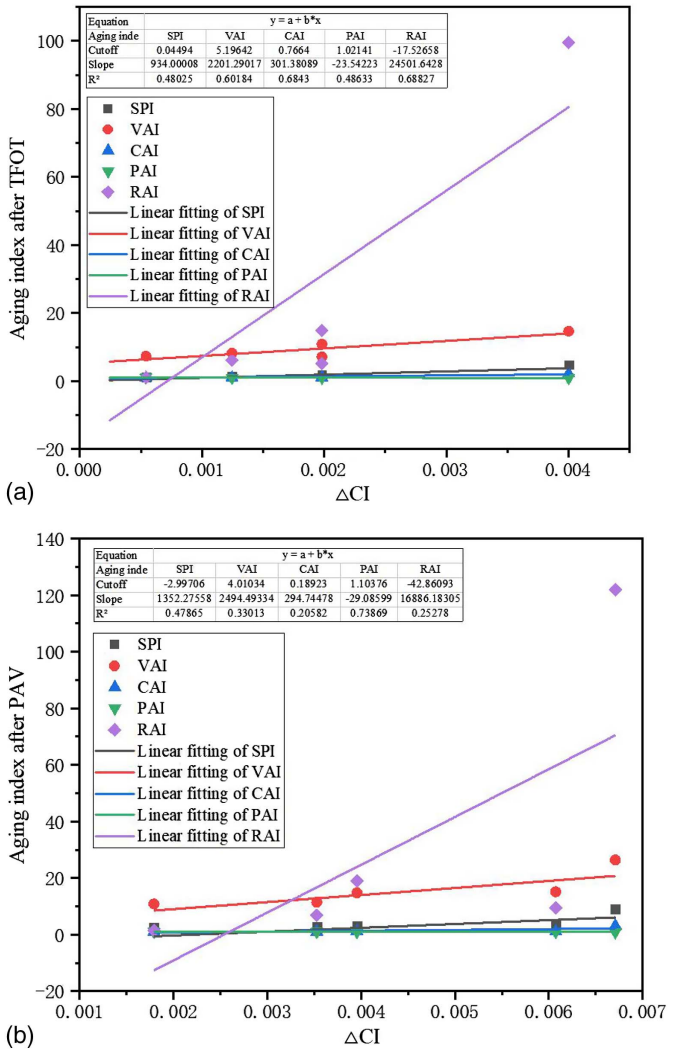 Equation y = a + b*x
Aging inde SPI VAI CAI PAI RAI
Cutoff 0.04494 5.19642 0.7664 1.02141 -17.52658
Slope 934.00008 2201.29017 301.38089 -23.54223 24501.6428
R² 0.48025 0.60184 0.6843 0.48633 0.68827
SPI
VAI
CAI
PAI
RAI
Linear fitting of SPI
Linear fitting of VAI
Linear fitting of CAI
Linear fitting of PAI
Linear fitting of RAI
Aging index after TFOT
100
80
60
40
20
0
-20
0.000 0.001 0.002 0.003 0.004
△CI
(a)
Equation y = a + b*x
Aging inde SPI VAI CAI PAI RAI
Cutoff -2.99706 4.01034 0.18923 1.10376 -42.86093
Slope 1352.27558 2494.49334 294.74478 -29.08599 16886.18305
R² 0.47865 0.33013 0.20582 0.73869 0.25278
SPI
VAI
CAI
PAI
RAI
Linear fitting of SPI
Linear fitting of VAI
Linear fitting of CAI
Linear fitting of PAI
Linear fitting of RAI
Aging index after PAV
140
120
100
80
60
40
20
0
-20
0.001 0.002 0.003 0.004 0.005 0.006 0.007
△CI
(b)